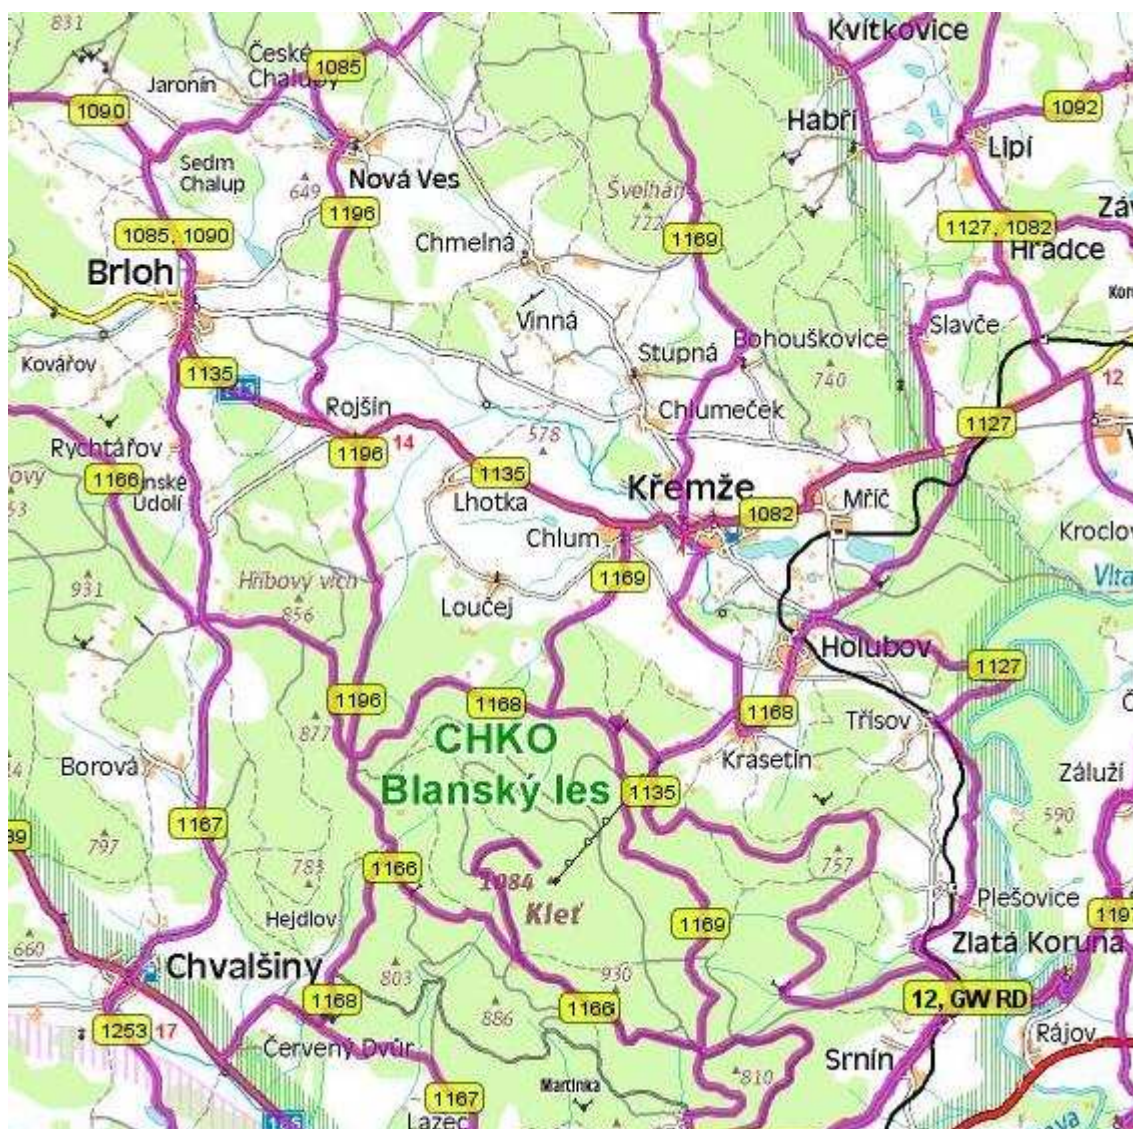 831
Kvítkovice
České
Chalupy
1085
Jaronín
1090
1092
Habří
Lipí
Sedm
Chalup
649
Nová Ves
Švelhán
722
1196
1085, 1090
1169
1127, 1082
Hradce
Chmelná
Brloh
Vinná
Slavče
Bohouškovice
Stupná
Kovářov
1135
740
12
Rojšín
Chlumeček
1127
14
578
Rychtářov
1196
1166
Údolí
1135
Lhotka
Křemže
Mříč
1082
Chlum
1169
Hřibový vrch
931
856
Loučej
Holubov
1127
1196
1168
1168
877
CHKO
Třísov
Krasetín
Borová
Blanský les
1135
Záluží
590
1167
797
783
1166
757
1084
Kleť
Plešovice
Hejdlov
1169
1197
660
Zlatá Koruna
Chvalšiny
803
930
1168
1166
12, GW RD
886
1253
17
Červený Dvůr
Srnín
Rájov
Martinka
810
1167
Lazec